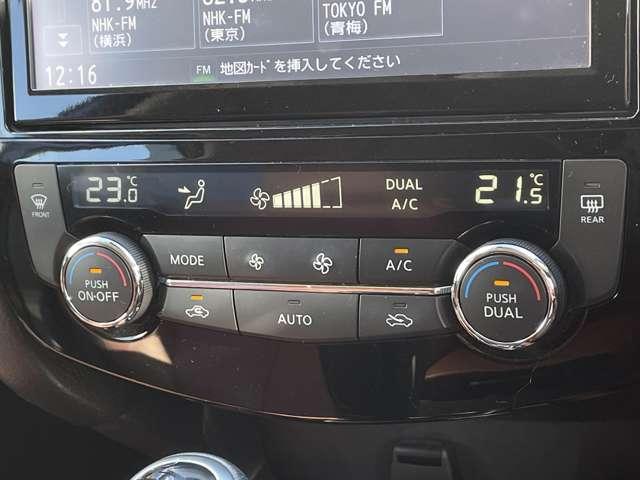 81.9MHz
NHK-FM
(横浜)
NHK-FM
(東京)
TOKYO FM
(青梅)
12:16
FM 地図ｶｰﾄﾞを挿入してください
23.0℃
DUAL
A/C
21.5℃
FRONT
REAR
PUSH
ON·OFF
MODE
A/C
PUSH
DUAL
AUTO